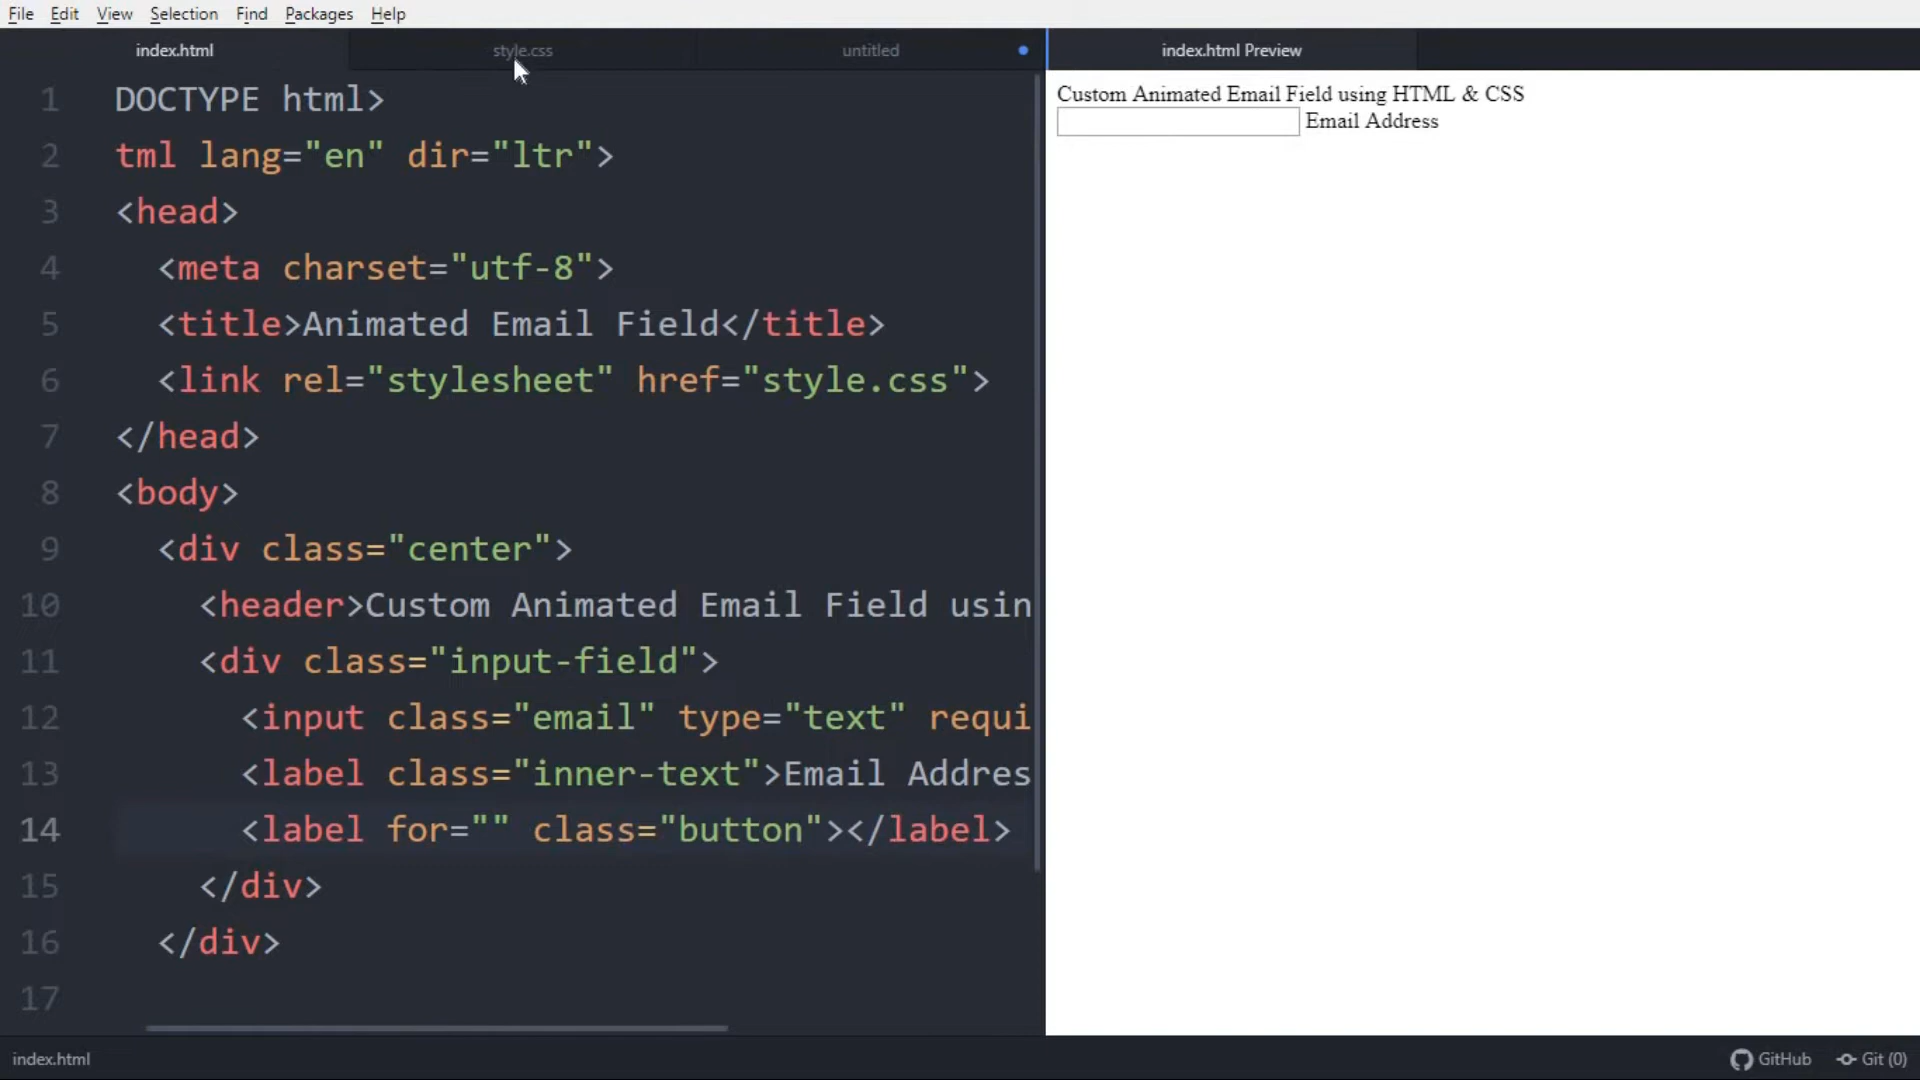 File Edit View Selection Find Packages Help
index.html style.css untitled index.html Preview
1 DOCTYPE html>
2 tml lang="en" dir="ltr">
3 <head>
4 <meta charset="utf-8">
5 <title>Animated Email Field</title>
6 <link rel="stylesheet" href="style.css">
7 </head>
8 <body>
9 <div class="center">
10 <header>Custom Animated Email Field usin
11 <div class="input-field">
12 <input class="email" type="text" requi
13 <label class="inner-text">Email Addres
14 <label for="" class="button"></label>
15 </div>
16 </div>
17
Custom Animated Email Field using HTML & CSS
Email Address
index.html GitHub Git (0)